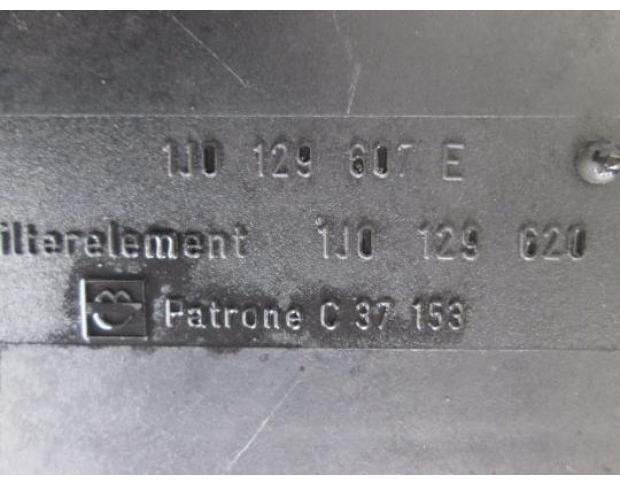 1J0 129 607 E
ilterelement 1J0 129 620
Patrone C 37 153